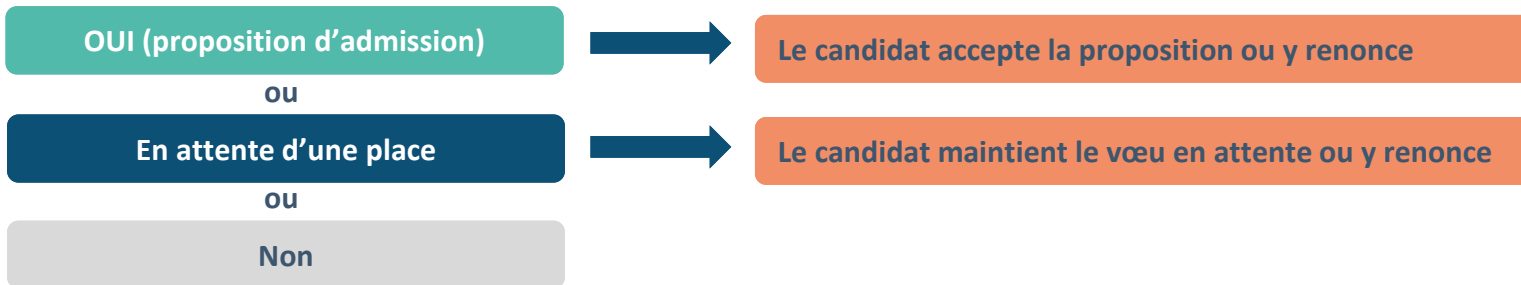 OUI (proposition d’admission)
Le candidat accepte la proposition ou y renonce
ou
En attente d’une place
Le candidat maintient le vœu en attente ou y renonce
ou
Non